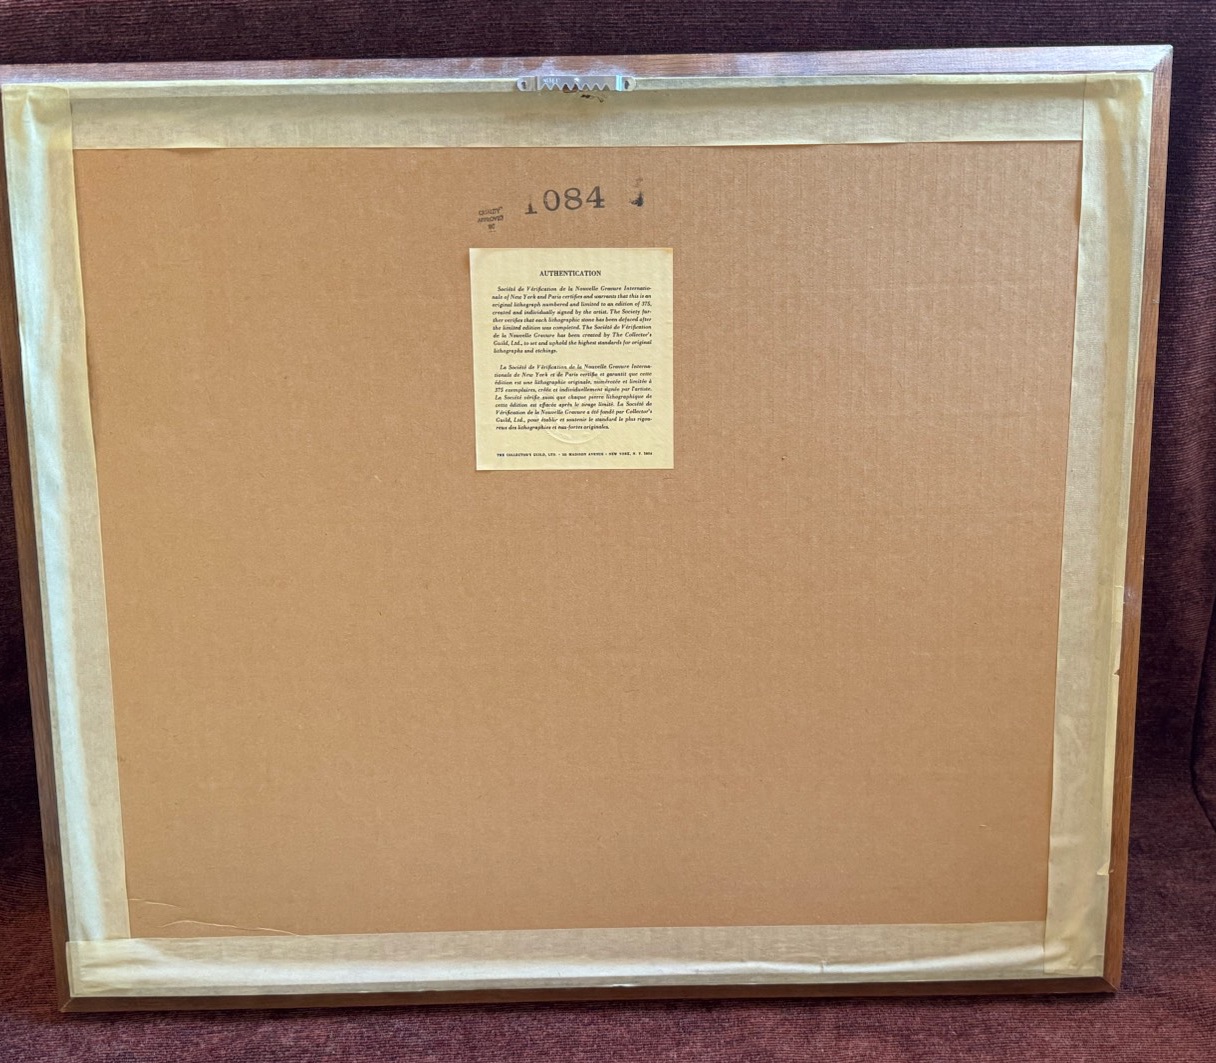 1084
QUALITY
APPROVED
AUTHENTICATION
Société de Vérification de la Nouvelle Gravure Internatio-
nale of New York and Paris certifies and warrants that this is an
original lithograph numbered and limited to an edition of 375,
created and individually signed by the artist. The Society fur-
ther verifies that each lithographic stone has been defaced after
the limited edition was completed. The Société de Vérification
de la Nouvelle Gravure has been created by The Collector's
Guild, Ltd., to set and uphold the highest standards for original
lithographs and etchings.
La Société de Vérification de la Nouvelle Gravure Interna-
tionale de New York et de Paris certifie et garantit que cette
édition est une lithographie originale, numérotée et limitée à
375 exemplaires, créée et individuellement signée par l'artiste.
La Société vérifie aussi que chaque pierre lithographique de
cette édition est effacée après le tirage limité. La Société de
Vérification de la Nouvelle Gravure a été fondé par Collector's
Guild, Ltd., pour établir et soutenir le standard le plus rigou-
reux des lithographies et eaux-fortes originales.
THE COLLECTOR'S GUILD, LTD. • MADISON AVENUE • NEW YORK, N. Y.